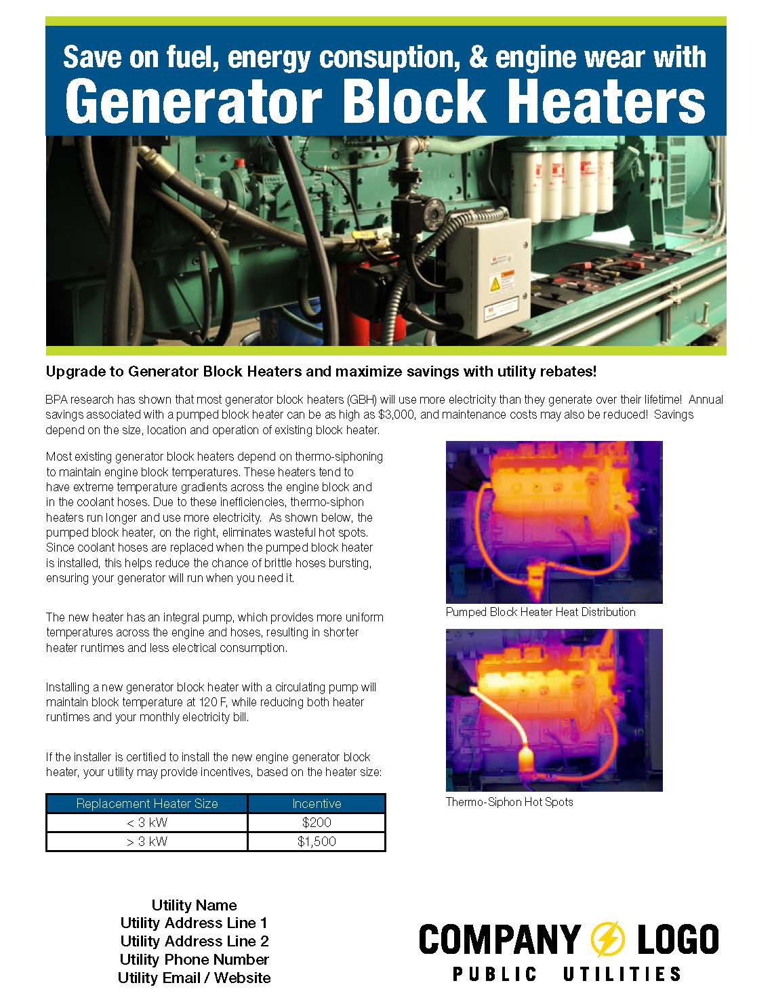 Save on fuel, energy consuption, & engine wear with
Generator Block Heaters
Upgrade to Generator Block Heaters and maximize savings with utility rebates!
BPA research has shown that most generator block heaters (GBH) will use more electricity than they generate over their lifetime!  Annual
savings associated with a pumped block heater can be as high as $3,000, and maintenance costs may also be reduced!  Savings
depend on the size, location and operation of existing block heater.
Most existing generator block heaters depend on thermo-siphoning
to maintain engine block temperatures. These heaters tend to
have extreme temperature gradients across the engine block and
in the coolant hoses. Due to these inefficiencies, thermo-siphon
heaters run longer and use more electricity.  As shown below, the
pumped block heater, on the right, eliminates wasteful hot spots.
Since coolant hoses are replaced when the pumped block heater
is installed, this helps reduce the chance of brittle hoses bursting,
ensuring your generator will run when you need it.
The new heater has an integral pump, which provides more uniform
temperatures across the engine and hoses, resulting in shorter
heater runtimes and less electrical consumption.
Installing a new generator block heater with a circulating pump will
maintain block temperature at 120 F, while reducing both heater
runtimes and your monthly electricity bill.
If the installer is certified to install the new engine generator block
heater, your utility may provide incentives, based on the heater size:
Replacement Heater Size Incentive
< 3 kW $200
> 3 kW $1,500
Pumped Block Heater Heat Distribution
Thermo-Siphon Hot Spots
Utility Name
Utility Address Line 1
Utility Address Line 2
Utility Phone Number
Utility Email / Website
COMPANY LOGO
PUBLIC UTILITIES